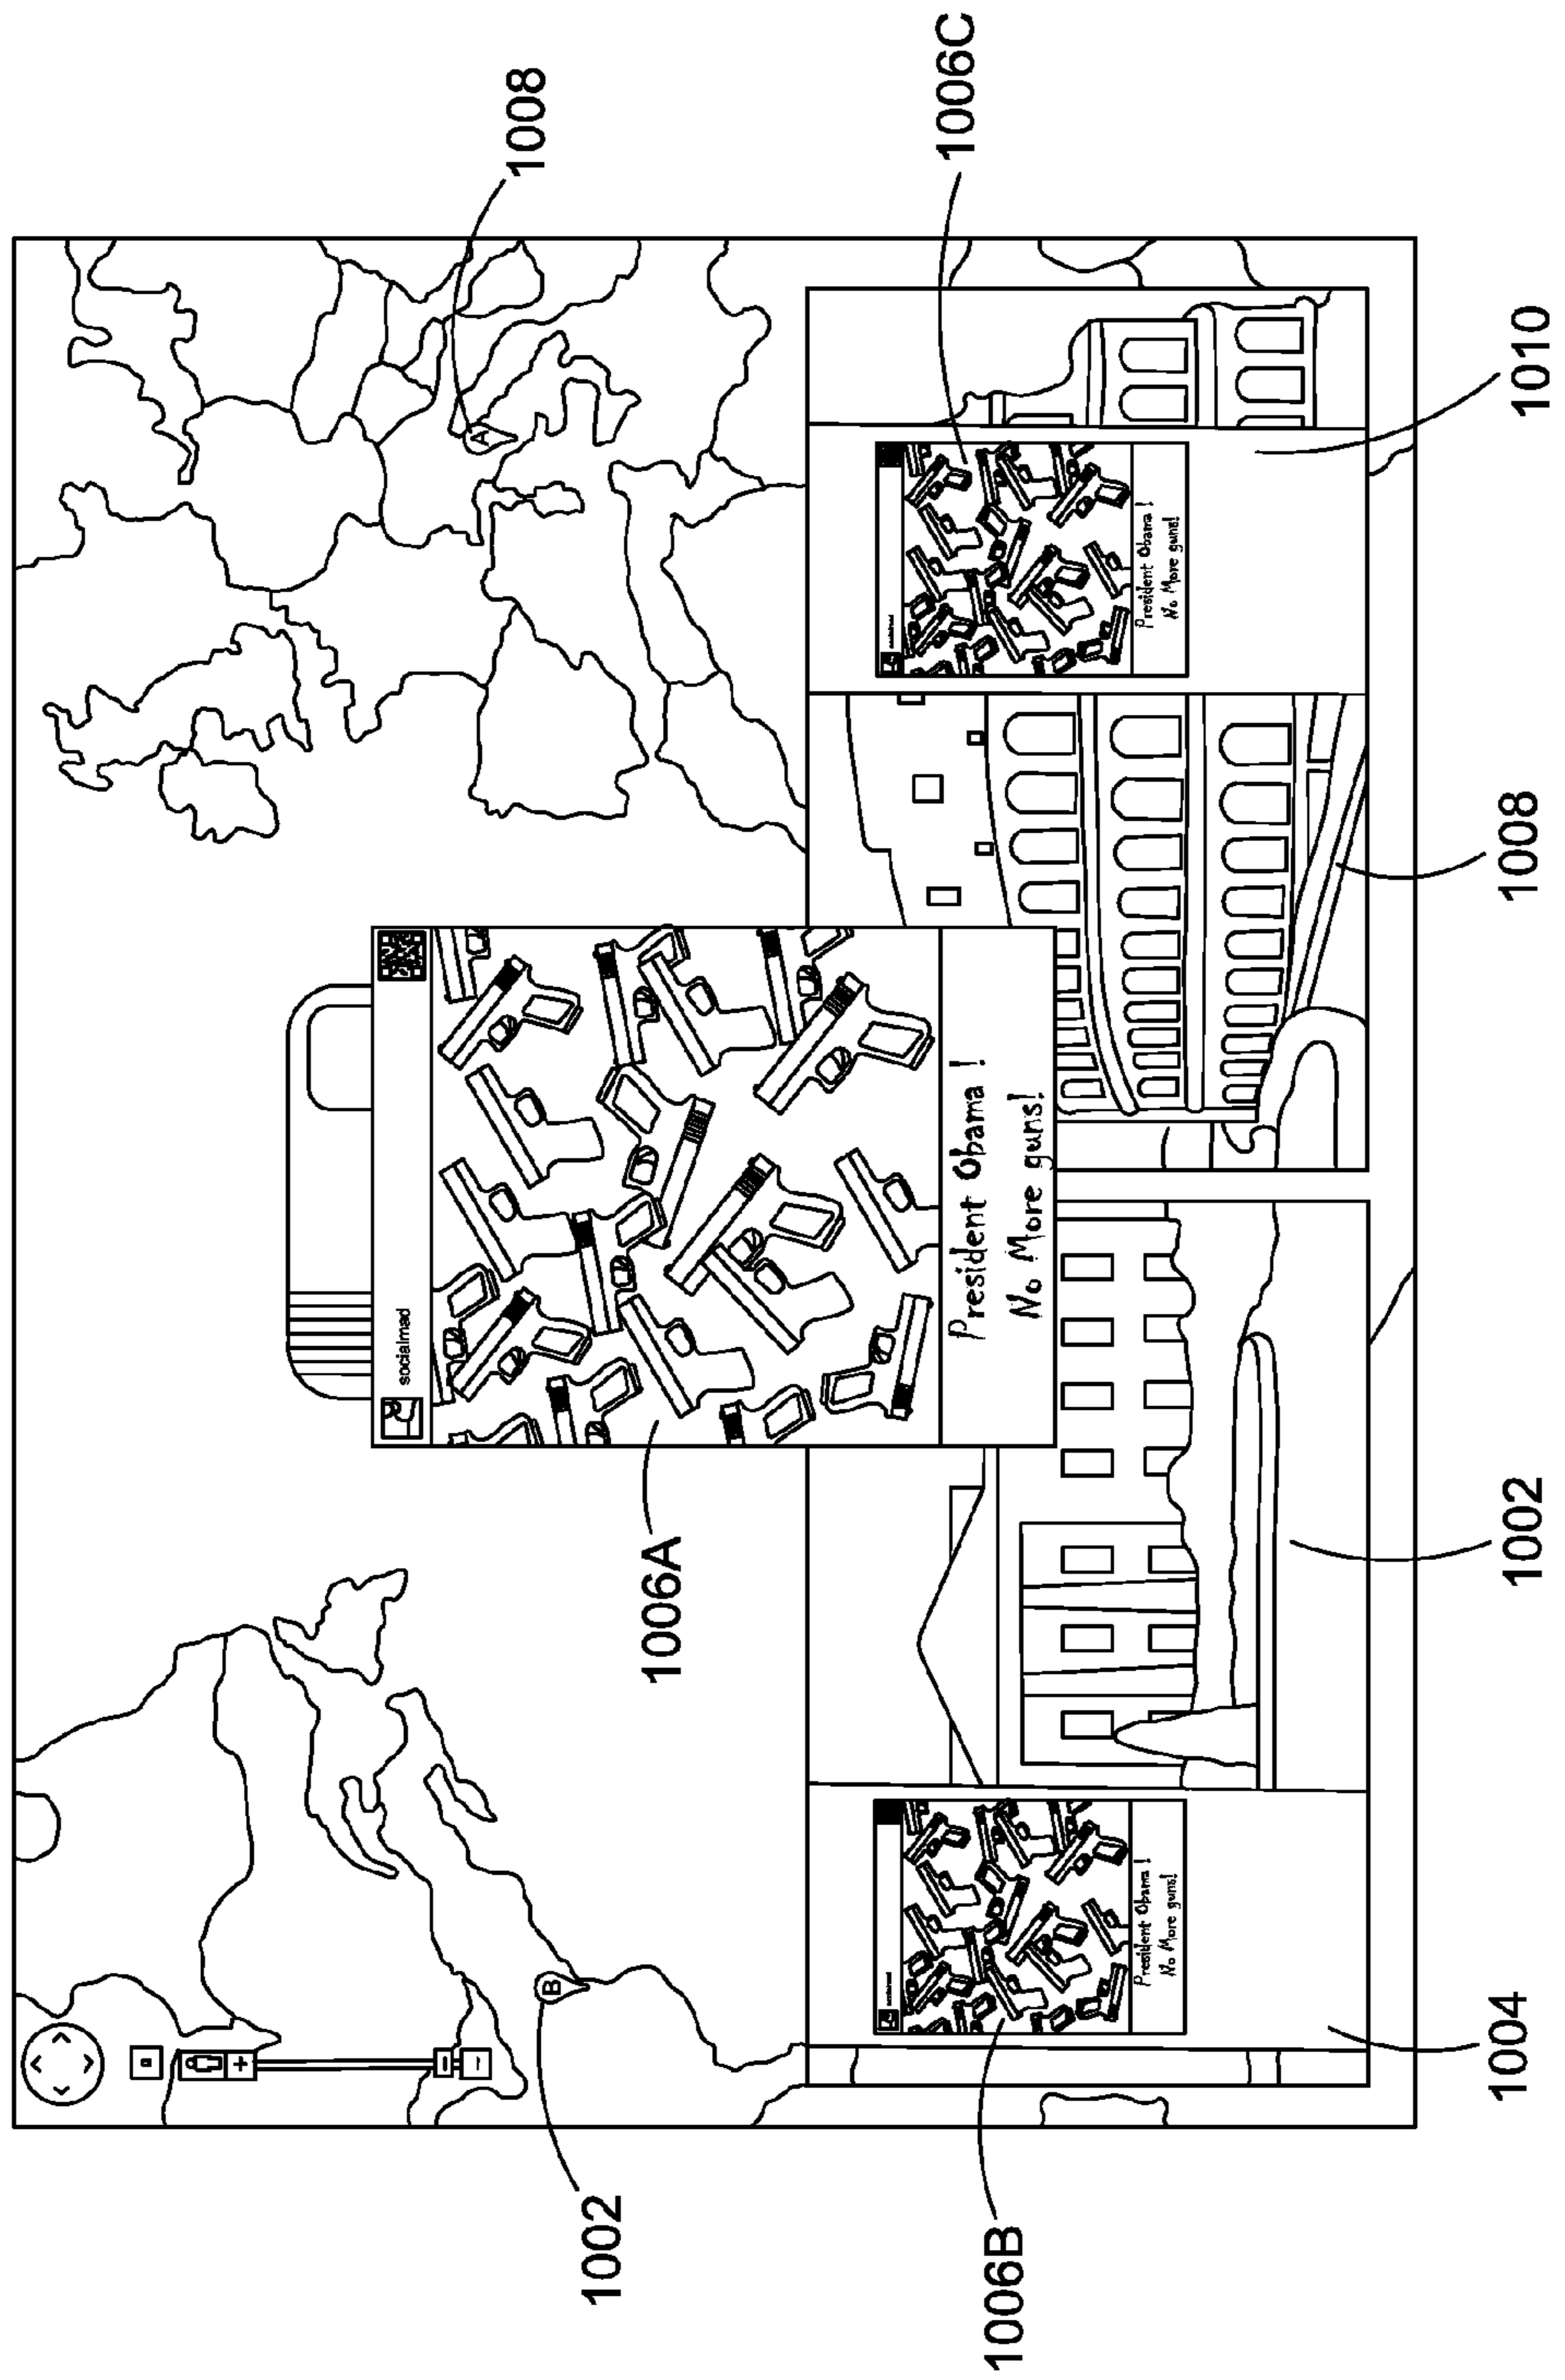 socialmad
A
1008
B
1002
1006A
President Obama !
No More guns!
1006B
1006C
President Obama !
No More guns!
President Obama !
No More guns!
1004
1002
1008
1010